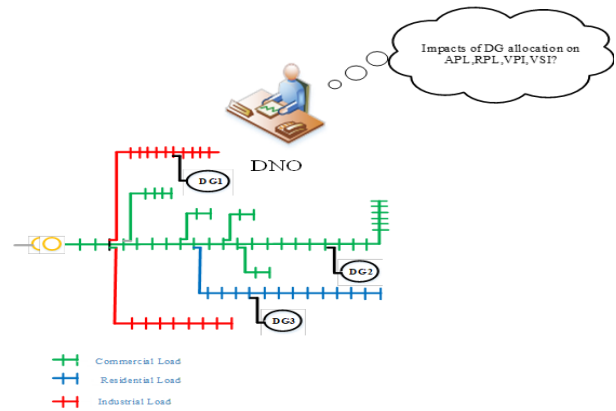 Impacts of DG allocation on
APL,RPL,VPI,VSI?
DNO
DG1
DG2
DG3
Commercial Load
Residential Load
Industrial Load